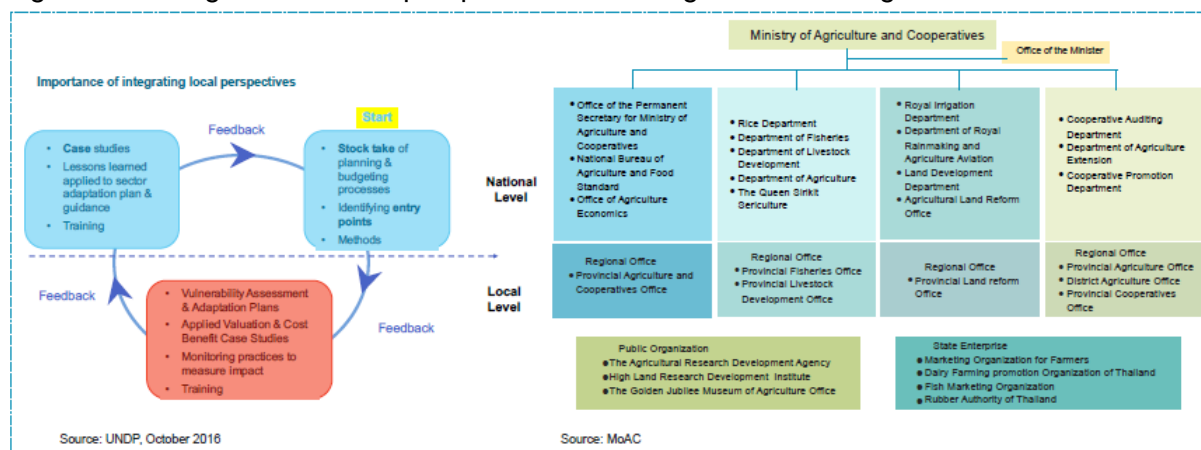 Importance of integrating local perspectives
Feedback
Start
• Case studies
• Lessons learned
applied to sector
adaptation plan &
guidance
• Training
• Stock take of
planning &
budgeting
processes
• Identifying entry
points
• Methods
Feedback
Feedback
• Vulnerability Assessment
& Adaptation Plans
• Applied Valuation & Cost
Benefit Case Studies
• Monitoring practices to
measure impact
• Training
Source: UNDP, October 2016
National
Level
Local
Level
Ministry of Agriculture and Cooperatives
Office of the Minister
• Office of the Permanent
Secretary for Ministry of
Agriculture and
Cooperatives
• National Bureau of
Agriculture and Food
Standard
• Office of Agriculture
Economics
• Rice Department
• Department of Fisheries
• Department of Livestock
Development
• Department of Agriculture
• The Queen Sirikit
Sericulture
• Royal Irrigation
Department
• Department of Royal
Rainmaking and
Agriculture Aviation
• Land Development
Department
• Agricultural Land Reform
Office
• Cooperative Auditing
Department
• Department of Agriculture
Extension
• Cooperative Promotion
Department
Regional Office
• Provincial Agriculture and
Cooperatives Office
Regional Office
• Provincial Fisheries Office
• Provincial Livestock
Development Office
Regional Office
• Provincial Land reform
Office
Regional Office
• Provincial Agriculture Office
• District Agriculture Office
• Provincial Cooperatives
Office
Public Organization
• The Agricultural Research Development Agency
• High Land Research Development Institute
• The Golden Jubilee Museum of Agriculture Office
State Enterprise
• Marketing Organization for Farmers
• Dairy Farming promotion Organization of Thailand
• Fish Marketing Organization
• Rubber Authority of Thailand
Source: MoAC